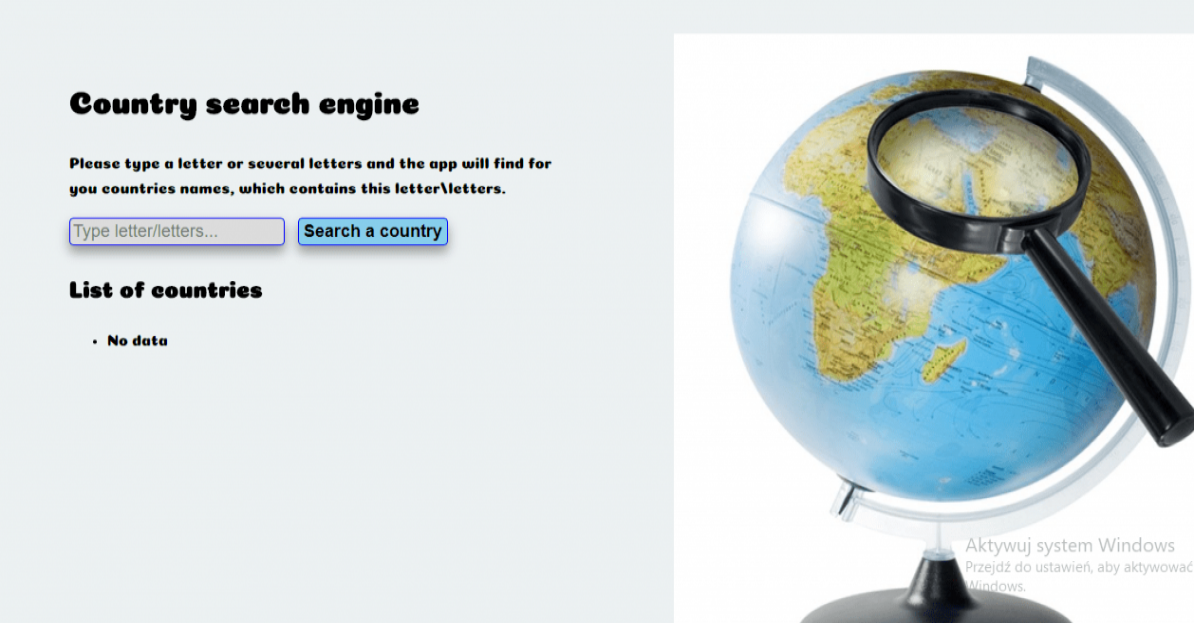 Country search engine
Please type a letter or several letters and the app will find for
you countries names, which contains this letter\letters.
Type letter/letters...
Search a country
List of countries
• No data
Aktywuj system Windows
Przejdź do ustawień, aby aktywować
Windows.